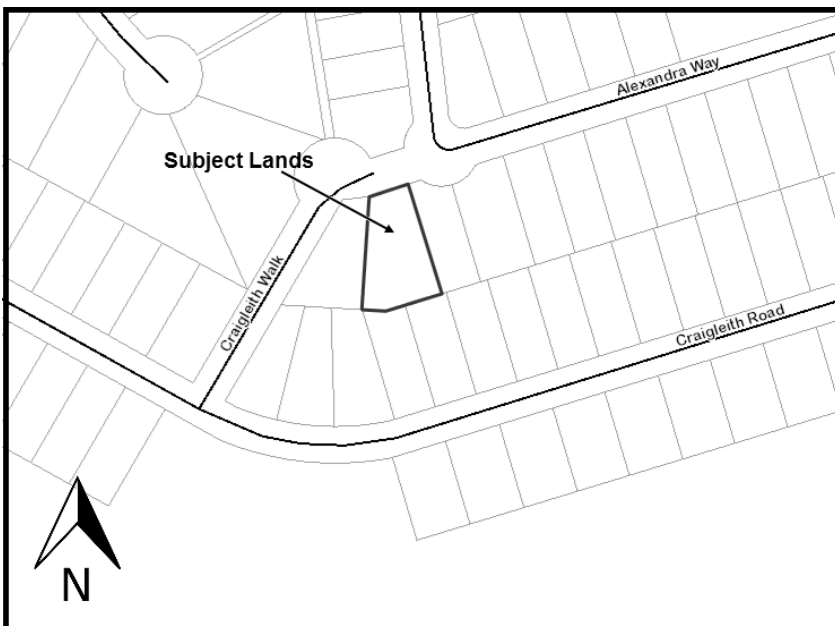 Alexandra Way
Subject Lands
Craigleith Walk
Craigleith Road
N